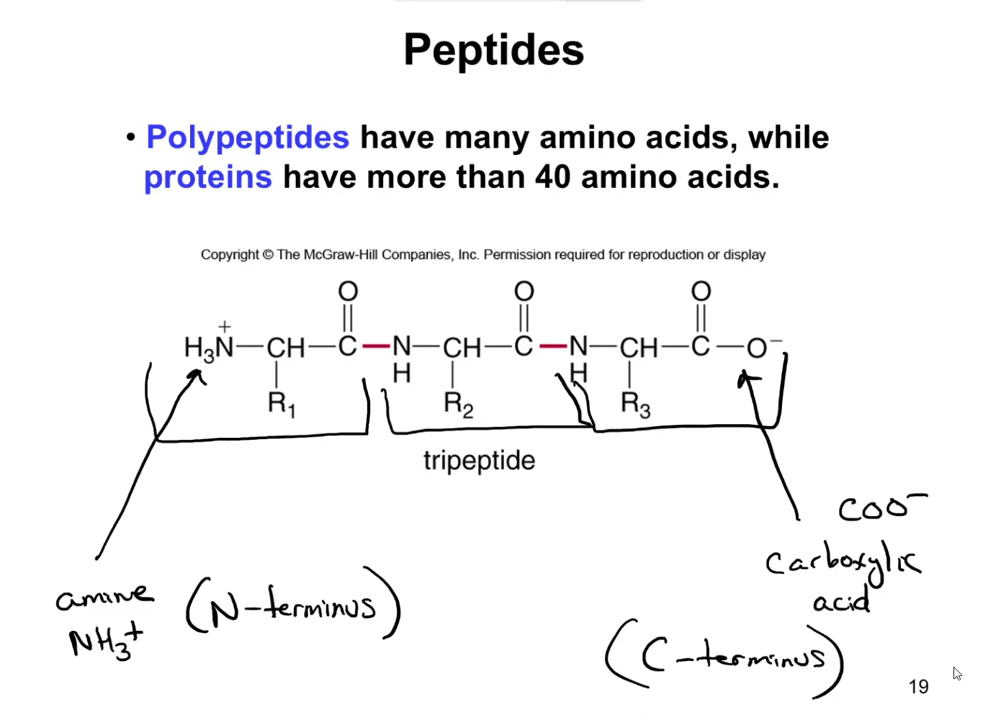 Peptides
• Polypeptides have many amino acids, while
proteins have more than 40 amino acids.
Copyright © The McGraw-Hill Companies, Inc. Permission required for reproduction or display
O O O
H₃N⁺—CH—C—N—CH—C—N—CH—C—O⁻
H H
R₁ R₂ R₃
tripeptide
COO⁻
carboxylic
acid
amine (N-terminus)
NH₃⁺
(C-terminus)
19